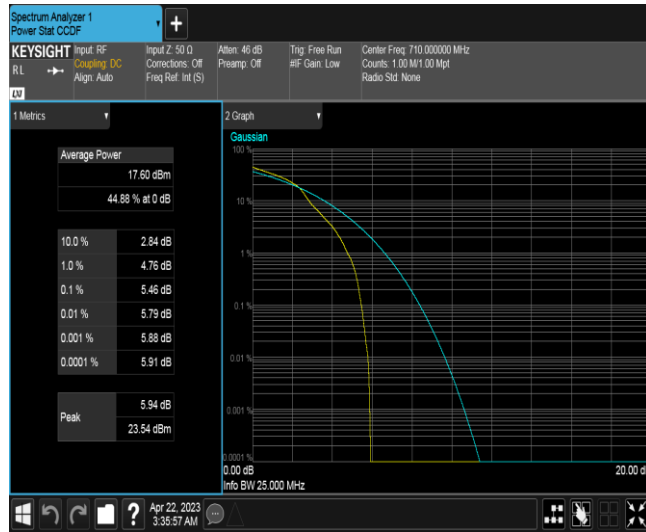 Spectrum Analyzer 1
Power Stat CCDF
+
KEYSIGHT
RL
LXI
Input: RF
Coupling: DC
Align: Auto
Input Z: 50 Ω
Corrections: Off
Freq Ref: Int (S)
Atten: 46 dB
Preamp: Off
Trig: Free Run
#IF Gain: Low
Center Freq: 710.000000 MHz
Counts: 1.00 M/1.00 Mpt
Radio Std: None
1 Metrics
Average Power
17.60 dBm
44.88 % at 0 dB
10.0 % 2.84 dB
1.0 % 4.76 dB
0.1 % 5.46 dB
0.01 % 5.79 dB
0.001 % 5.88 dB
0.0001 % 5.91 dB
Peak
5.94 dB
23.54 dBm
2 Graph
Gaussian
100 %
10 %
1 %
0.1 %
0.01 %
0.001 %
0.0001 %
0.00 dB
20.00 d
Info BW 25.000 MHz
?
Apr 22, 2023
3:35:57 AM